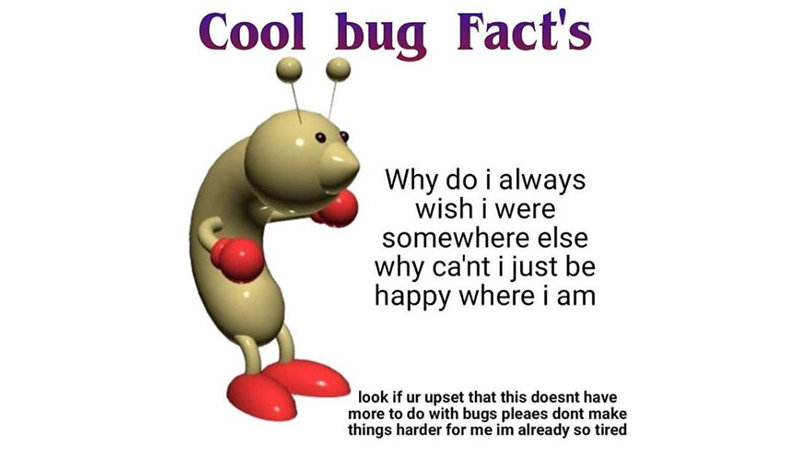 Cool bug Fact's
Why do i always
wish i were
somewhere else
why ca'nt i just be
happy where i am
look if ur upset that this doesnt have
more to do with bugs pleaes dont make
things harder for me im already so tired